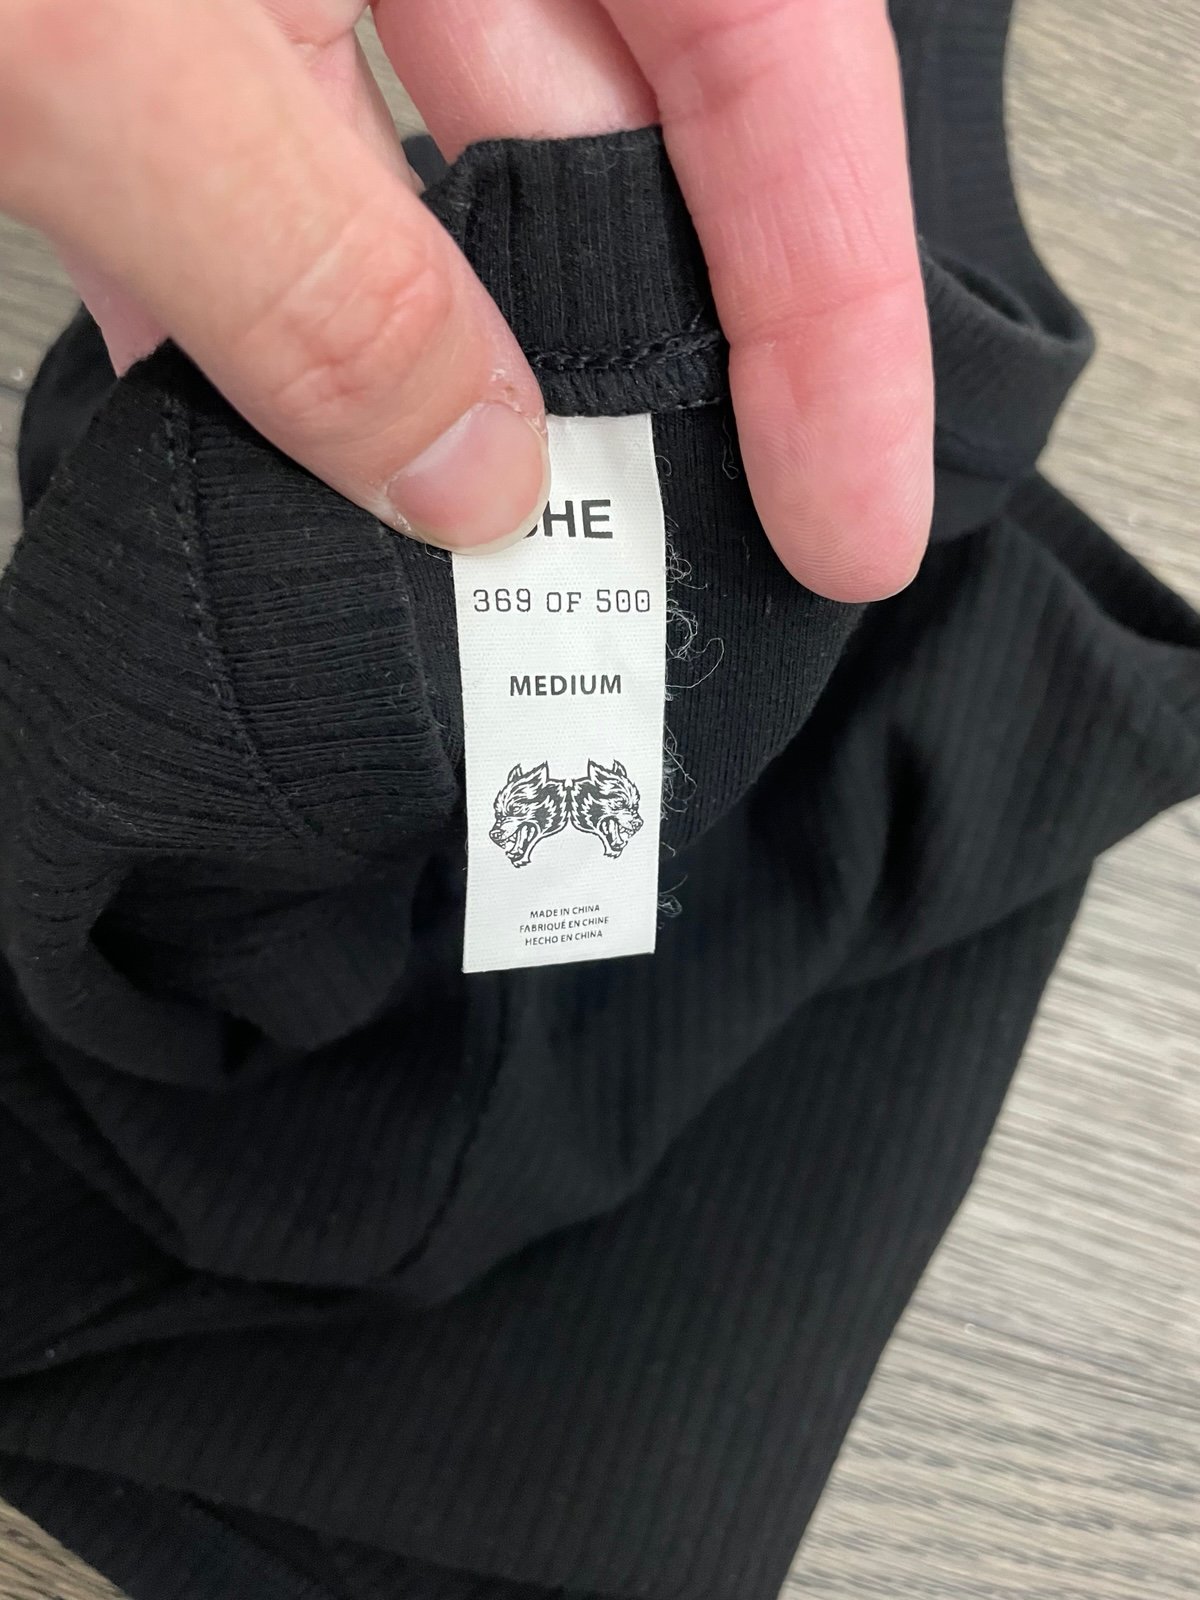 HE
369 OF 500
MEDIUM
MADE IN CHINA
FABRIQUÉ EN CHINE
HECHO EN CHINA